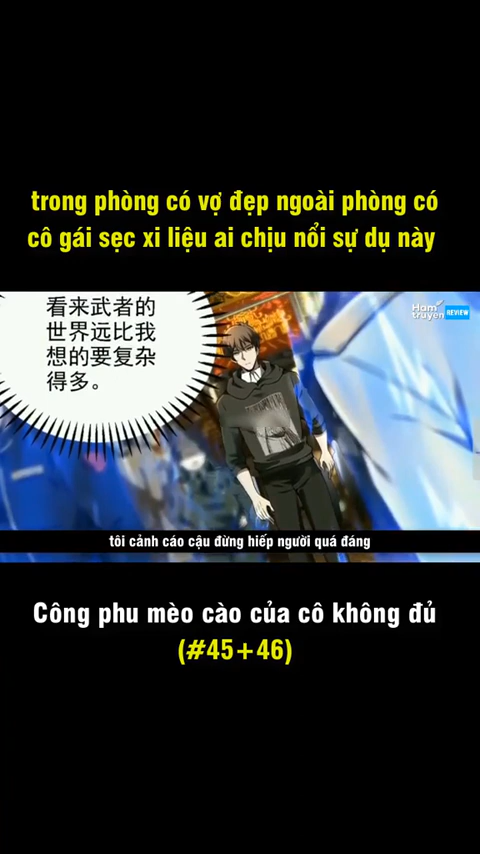 trong phòng có vợ đẹp ngoài phòng có
cô gái sẹc xi liệu ai chịu nổi sự dụ này
看来武者的
世界远比我
想的要复杂
得多。
Ham
truyện
REVIEW
tôi cảnh cáo cậu đừng hiếp người quá đáng
Công phu mèo cào của cô không đủ
(#45+46)